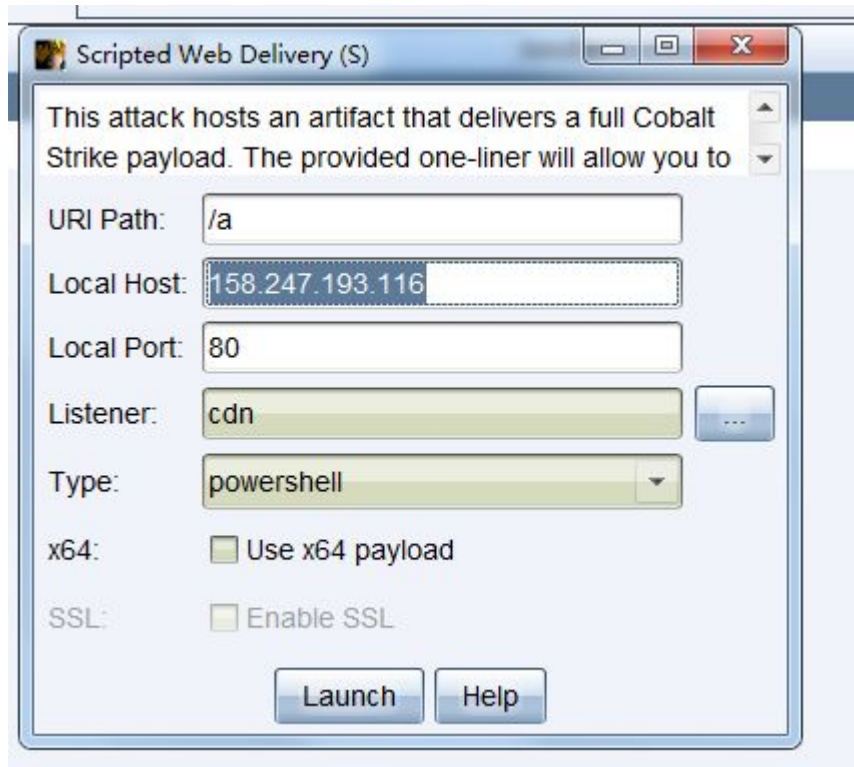 Scripted Web Delivery (S)
This attack hosts an artifact that delivers a full Cobalt
Strike payload. The provided one-liner will allow you to
URI Path: /a
Local Host: 158.247.193.116
Local Port: 80
Listener: cdn ...
Type: powershell
x64: Use x64 payload
SSL: Enable SSL
Launch Help